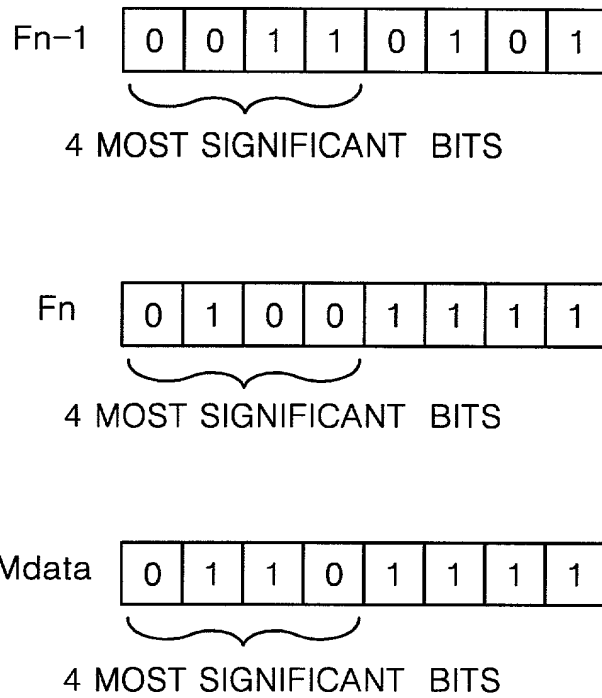 Fn-1 0 0 1 1 0 1 0 1
4 MOST SIGNIFICANT BITS
Fn 0 1 0 0 1 1 1 1
4 MOST SIGNIFICANT BITS
Mdata 0 1 1 0 1 1 1 1
4 MOST SIGNIFICANT BITS